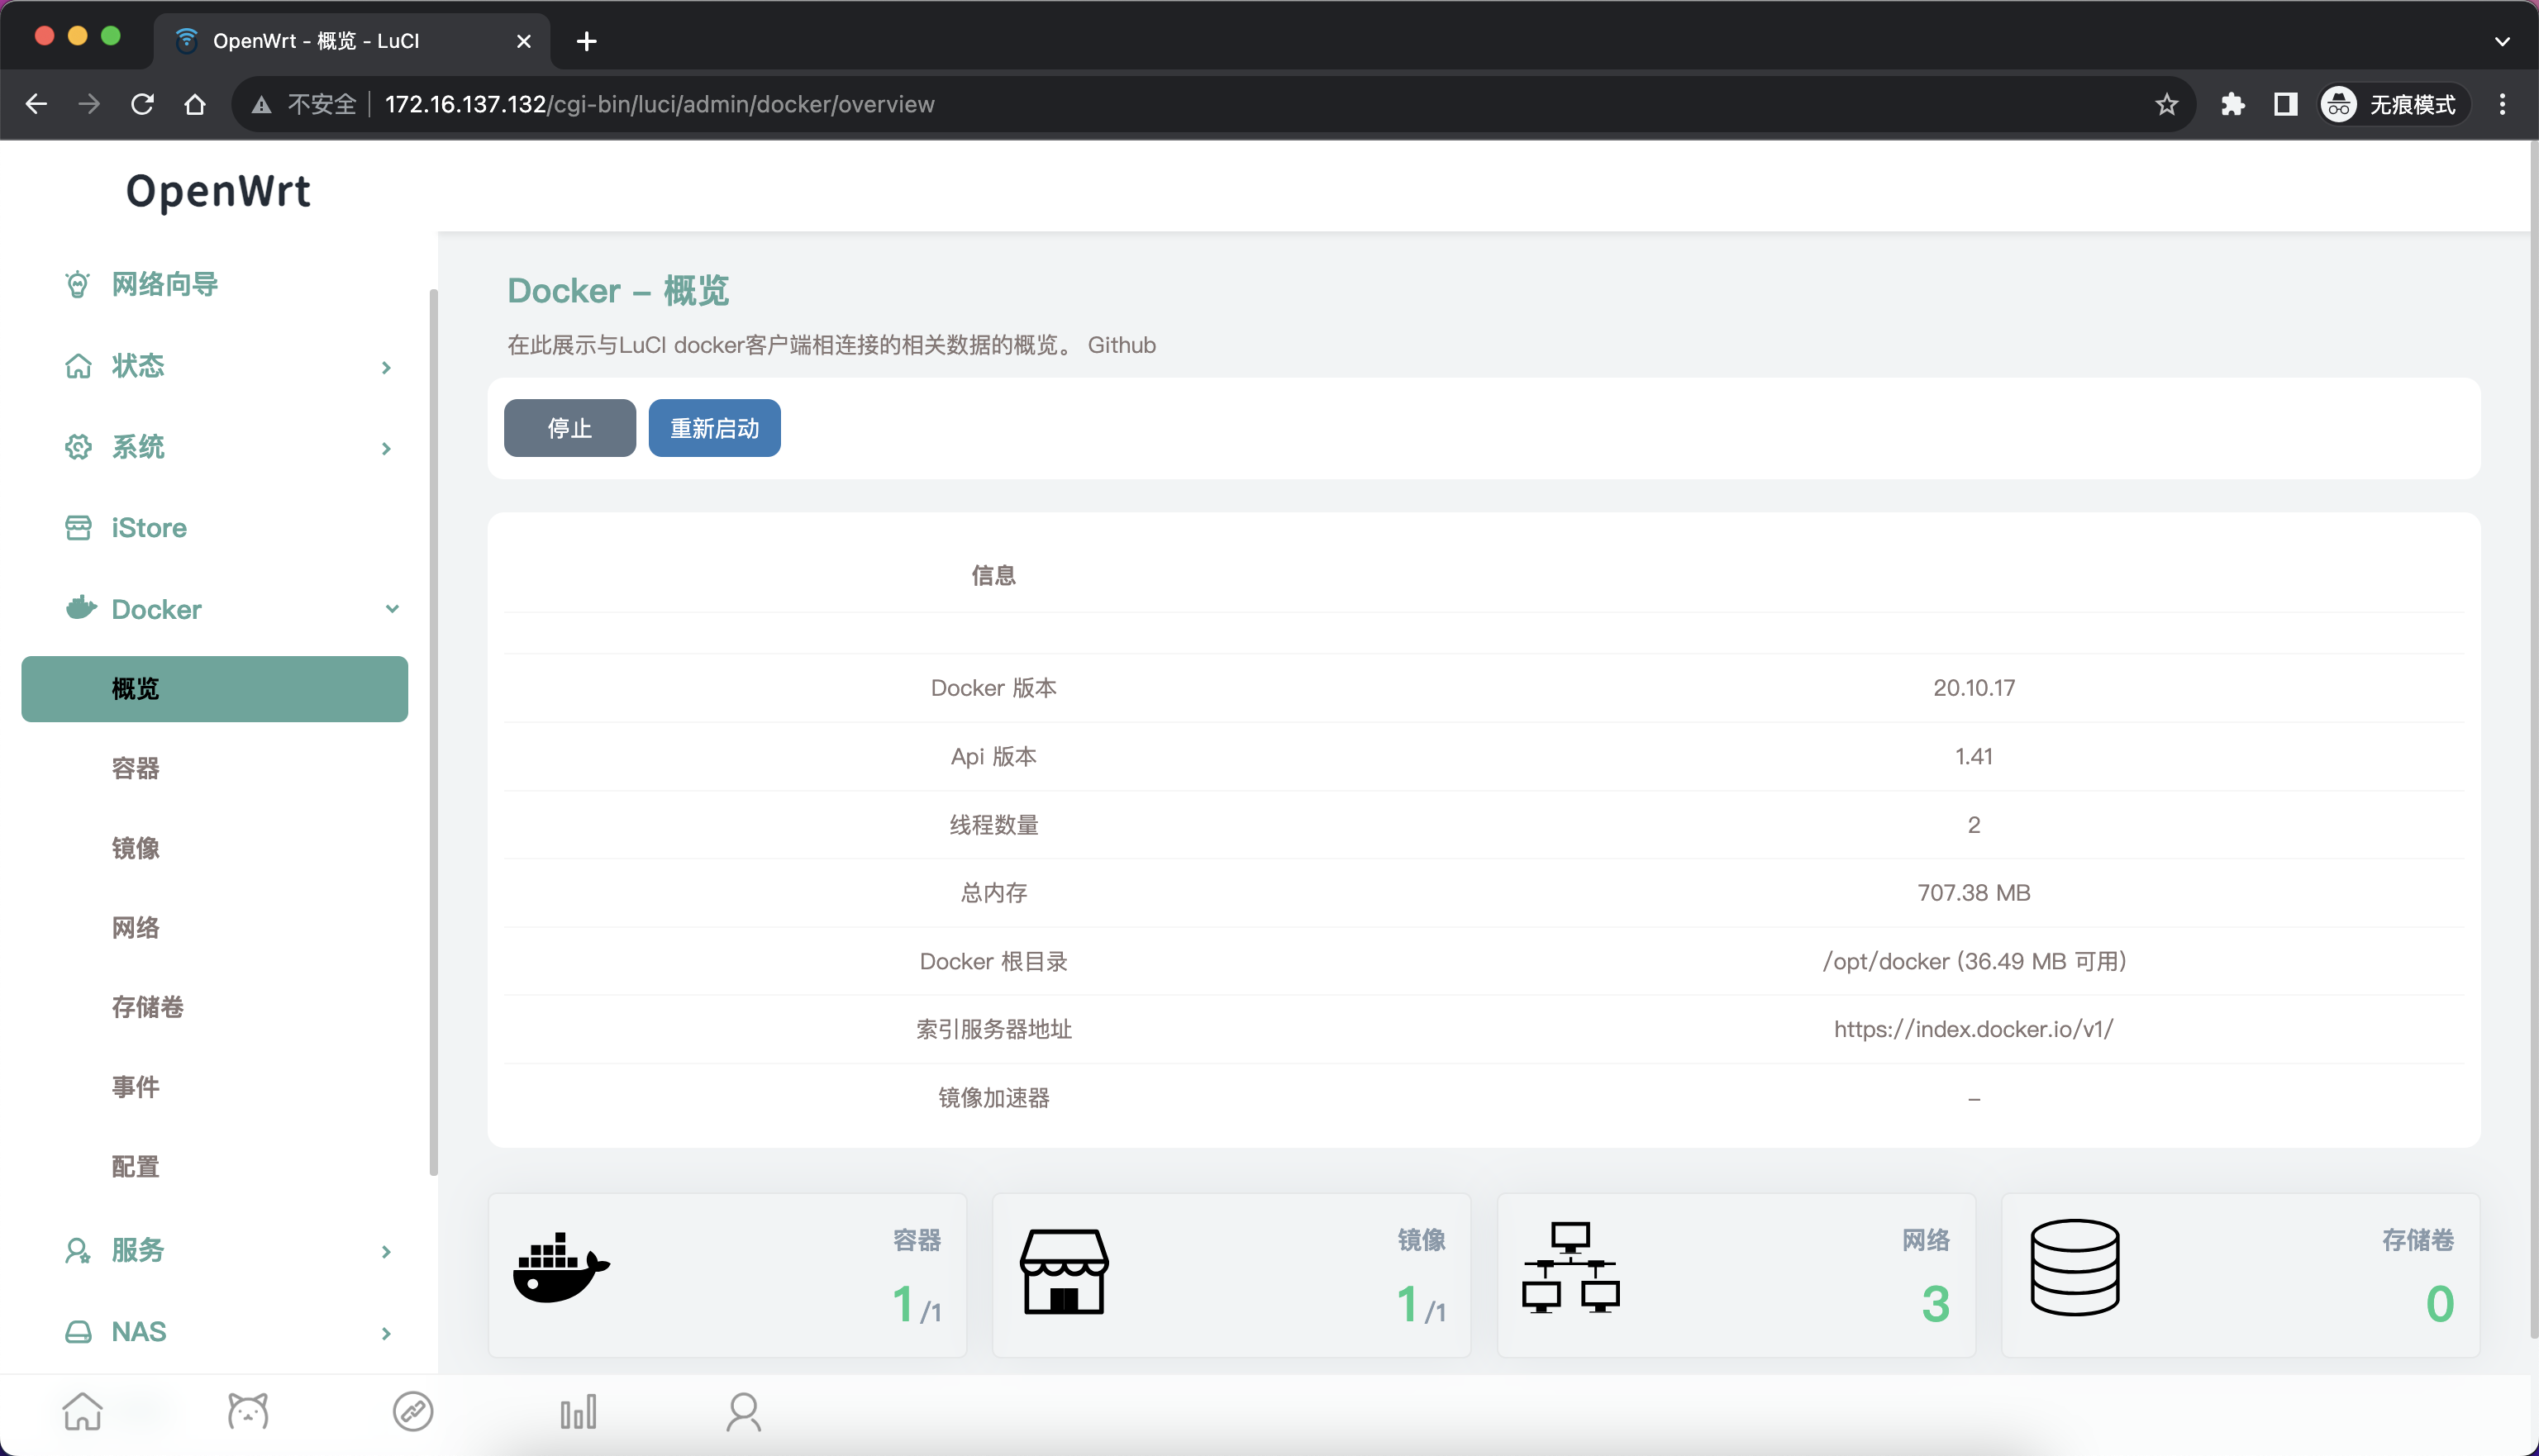 OpenWrt - 概览 - LuCI
不安全
172.16.137.132/cgi-bin/luci/admin/docker/overview
无痕模式
OpenWrt
网络向导
状态
系统
iStore
Docker
概览
容器
镜像
网络
存储卷
事件
配置
服务
NAS
Docker - 概览
在此展示与LuCI docker客户端相连接的相关数据的概览。 Github
停止 重新启动
信息
Docker 版本 20.10.17
Api 版本 1.41
线程数量 2
总内存 707.38 MB
Docker 根目录 /opt/docker (36.49 MB 可用)
索引服务器地址 https://index.docker.io/v1/
镜像加速器 -
容器
1/1
镜像
1/1
网络
3
存储卷
0